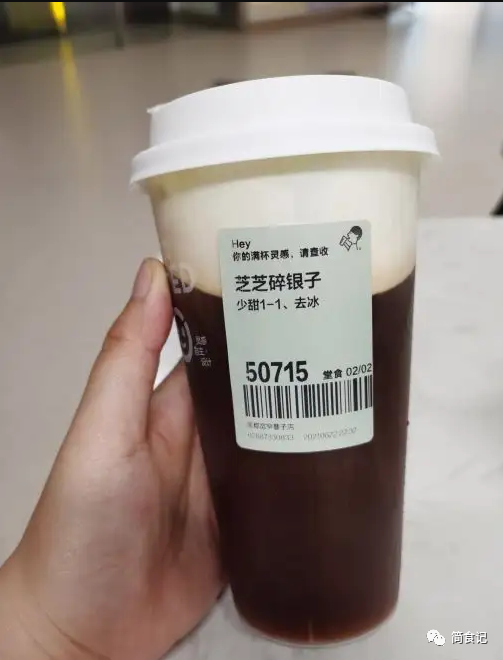 Hey
你的满杯灵感，请查收
芝芝碎银子
少甜1-1、去冰
50715
堂食 02/02
简食记